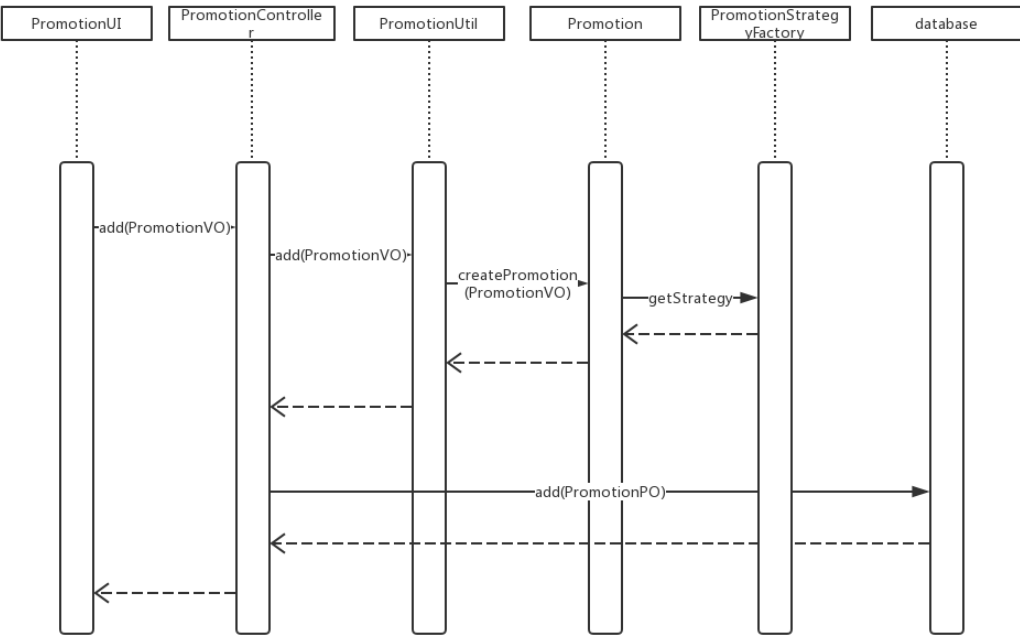 PromotionUI
PromotionControlle
r
PromotionUtil
Promotion
PromotionStrateg
yFactory
database
add(PromotionVO)
add(PromotionVO)
createPromotion
(PromotionVO)
getStrategy
add(PromotionPO)